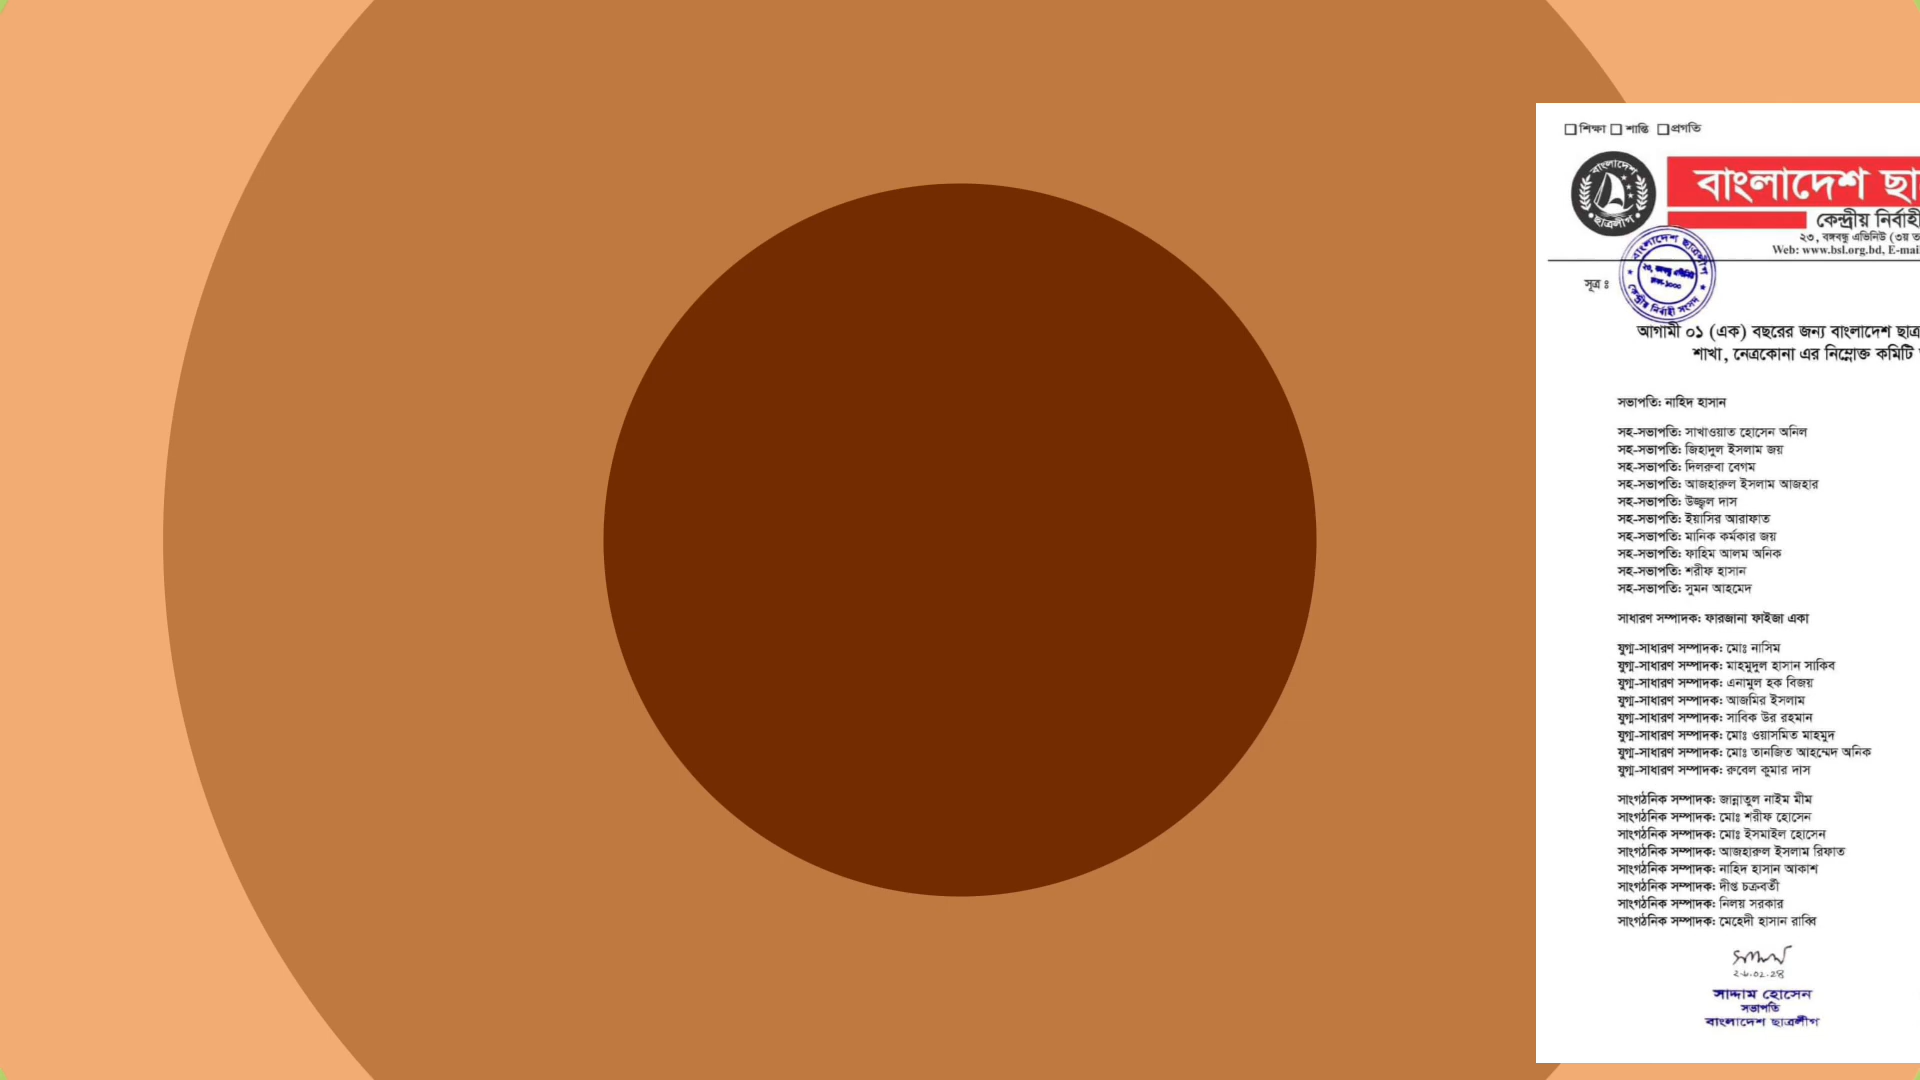 শিক্ষা শান্তি প্রগতি
বাংলাদেশ
ছাত্রলীগ
বাংলাদেশ ছা
কেন্দ্রীয় নির্বাহী
২৩, বঙ্গবন্ধু এভিনিউ (৩য় ত
Web: www.bsl.org.bd, E-mai
বাংলাদেশ ছাত্রলীগ
২৩, বঙ্গবন্ধু এভিনিউ
ঢাকা-১০০০
কেন্দ্রীয় নির্বাহী সংসদ
সূত্র ঃ
আগামী ০১ (এক) বছরের জন্য বাংলাদেশ ছাত্র
শাখা, নেত্রকোনা এর নিম্নোক্ত কমিটি
সভাপতি: নাহিদ হাসান
সহ-সভাপতি: সাখাওয়াত হোসেন অনিল
সহ-সভাপতি: জিহাদুল ইসলাম জয়
সহ-সভাপতি: দিলরুবা বেগম
সহ-সভাপতি: আজহারুল ইসলাম আজহার
সহ-সভাপতি: উজ্জ্বল দাস
সহ-সভাপতি: ইয়াসির আরাফাত
সহ-সভাপতি: মানিক কর্মকার জয়
সহ-সভাপতি: ফাহিম আলম অনিক
সহ-সভাপতি: শরীফ হাসান
সহ-সভাপতি: সুমন আহমেদ
সাধারণ সম্পাদক: ফারজানা ফাইজা একা
যুগ্ম-সাধারণ সম্পাদক: মোঃ নাসিম
যুগ্ম-সাধারণ সম্পাদক: মাহমুদুল হাসান সাকিব
যুগ্ম-সাধারণ সম্পাদক: এনামুল হক বিজয়
যুগ্ম-সাধারণ সম্পাদক: আজমির ইসলাম
যুগ্ম-সাধারণ সম্পাদক: সাবিক উর রহমান
যুগ্ম-সাধারণ সম্পাদক: মোঃ ওয়াসমিত মাহমুদ
যুগ্ম-সাধারণ সম্পাদক: মোঃ তানজিত আহম্মেদ অনিক
যুগ্ম-সাধারণ সম্পাদক: রুবেল কুমার দাস
সাংগঠনিক সম্পাদক: জান্নাতুল নাইম মীম
সাংগঠনিক সম্পাদক: মোঃ শরীফ হোসেন
সাংগঠনিক সম্পাদক: মোঃ ইসমাইল হোসেন
সাংগঠনিক সম্পাদক: আজহারুল ইসলাম রিফাত
সাংগঠনিক সম্পাদক: নাহিদ হাসান আকাশ
সাংগঠনিক সম্পাদক: দীপ্ত চক্রবর্তী
সাংগঠনিক সম্পাদক: নিলয় সরকার
সাংগঠনিক সম্পাদক: মেহেদী হাসান রাব্বি
সাদ্দাম হোসেন
সভাপতি
বাংলাদেশ ছাত্রলীগ